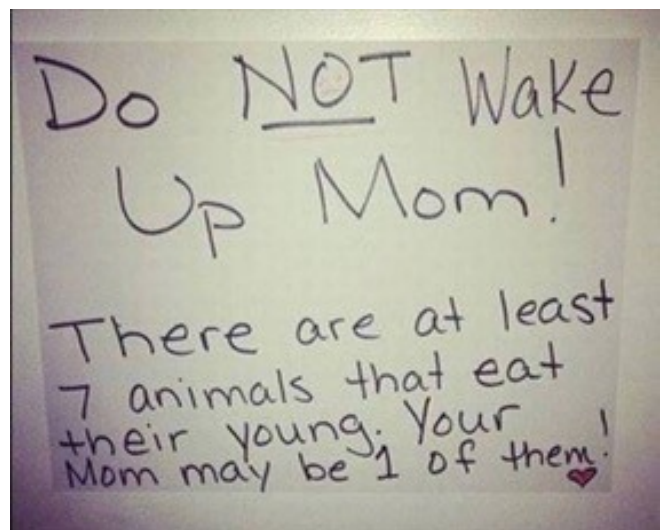 Do NOT Wake
Up Mom!
There are at least
7 animals that eat
their young. Your
Mom may be 1 of them!